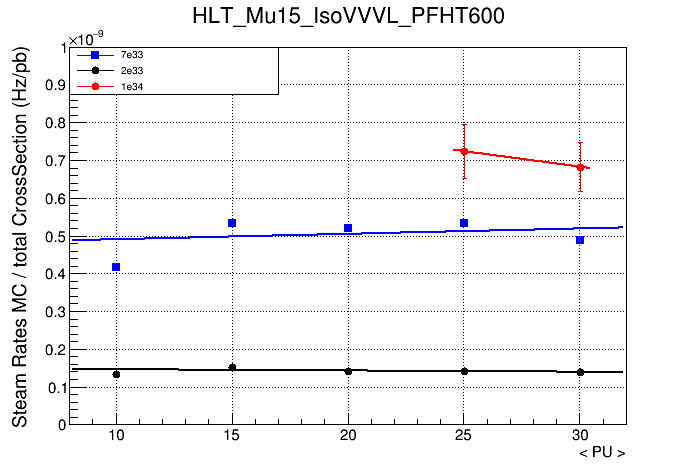 HLT_Mu15_IsoVVVL_PFHT600
×10⁻⁹
Steam Rates MC / total CrossSection (Hz/pb)
7e33
2e33
1e34
1
0.9
0.8
0.7
0.6
0.5
0.4
0.3
0.2
0.1
0
10 15 20 25 30
< PU >